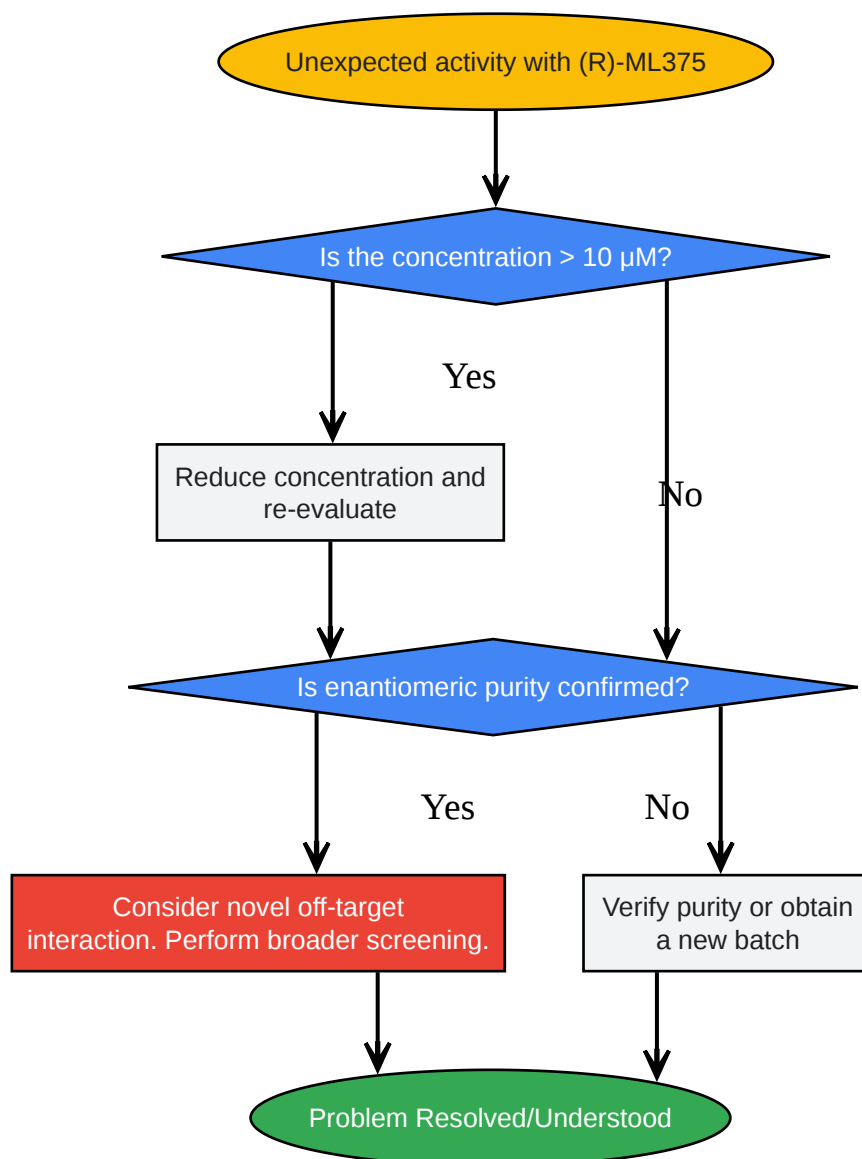 Unexpected activity with (R)-ML375
Is the concentration > 10 μM?
Yes
Reduce concentration and
re-evaluate
No
Is enantiomeric purity confirmed?
Yes
No
Consider novel off-target
interaction. Perform broader screening.
Verify purity or obtain
a new batch
Problem Resolved/Understood